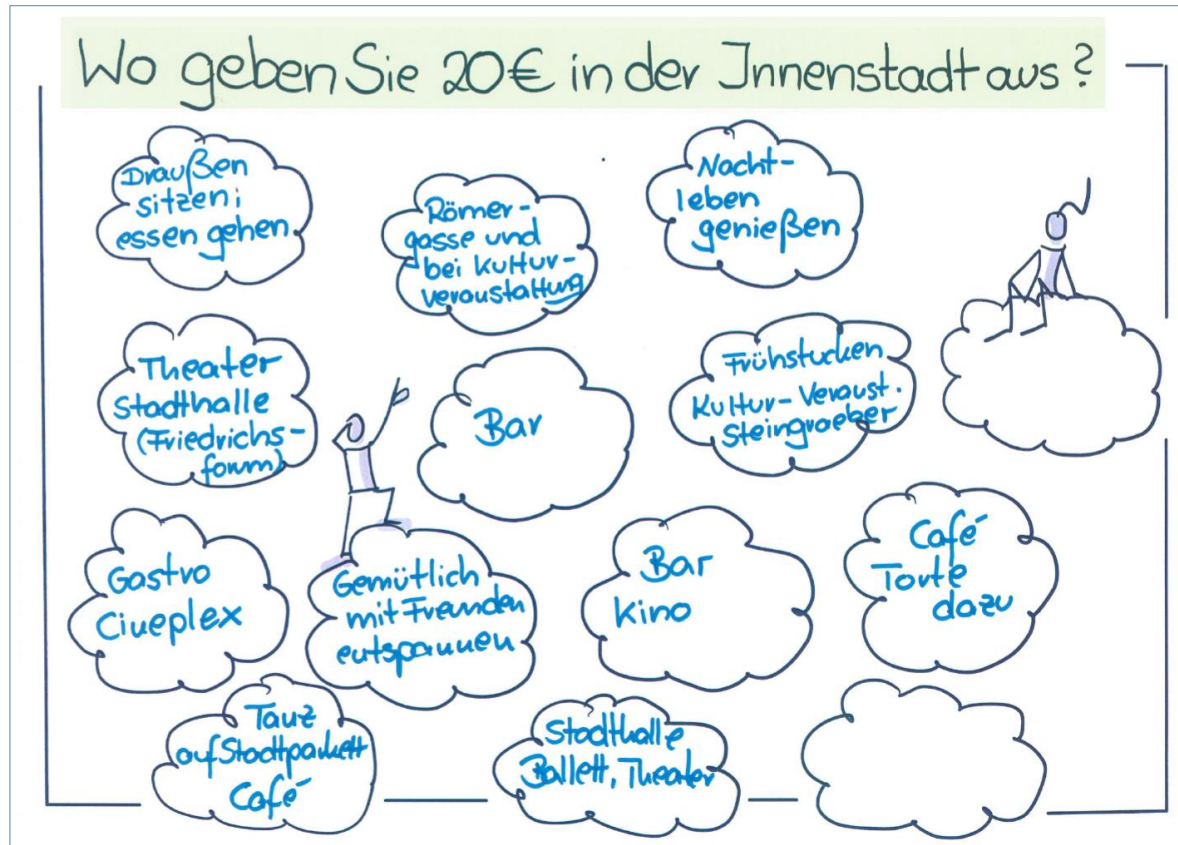 Wo geben Sie 20€ in der Innenstadt aus?
Draußen
sitzen;
essen gehen
Römer-
gasse und
bei Kultur-
veranstaltung
Nacht-
leben
genießen
Theater
Stadthalle
(Friedrichs-
forum)
Bar
Frühstücken
Kultur-Veranst.
Steingraeber
Gastro
Cineplex
Gemütlich
mit Freunden
entspannen
Bar
Kino
Café
Torte
dazu
Tanz
auf Stadtparkett
Café
Stadthalle
Ballett, Theater